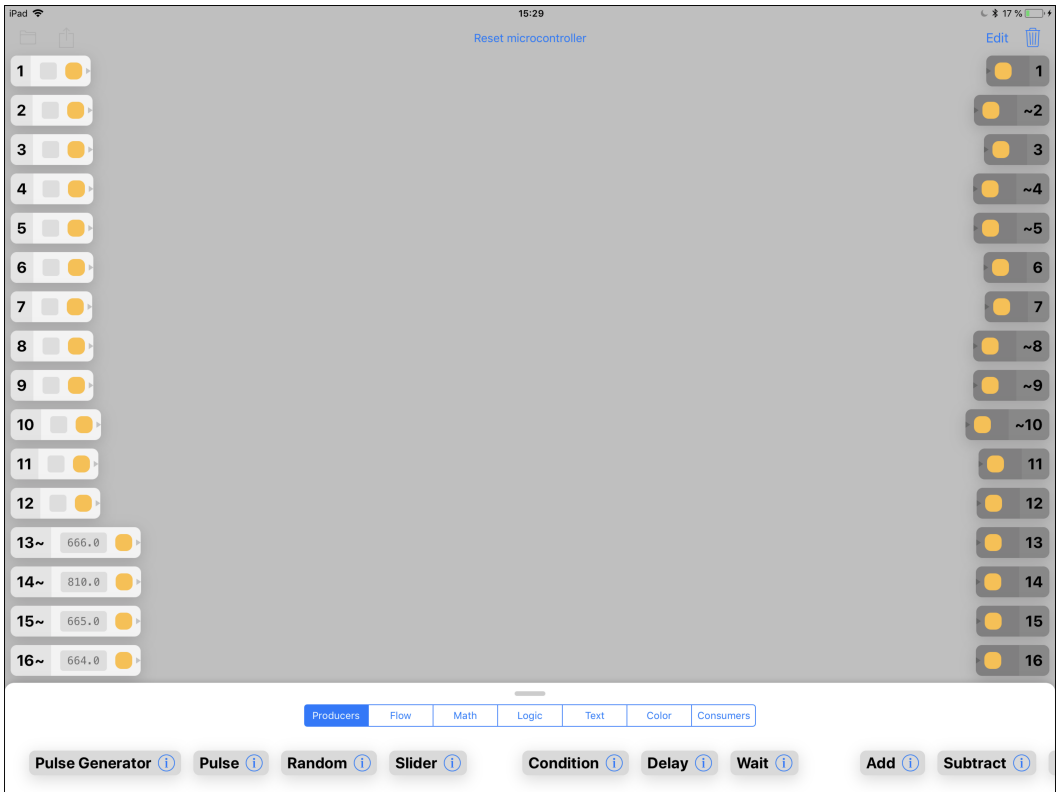 iPad 15:29 17 %
Reset microcontroller Edit
1 1
2 ~2
3 3
4 ~4
5 ~5
6 6
7 7
8 ~8
9 ~9
10 ~10
11 11
12 12
13~ 666.0 13
14~ 810.0 14
15~ 665.0 15
16~ 664.0 16
Producers Flow Math Logic Text Color Consumers
Pulse Generator i Pulse i Random i Slider i Condition i Delay i Wait i Add i Subtract i